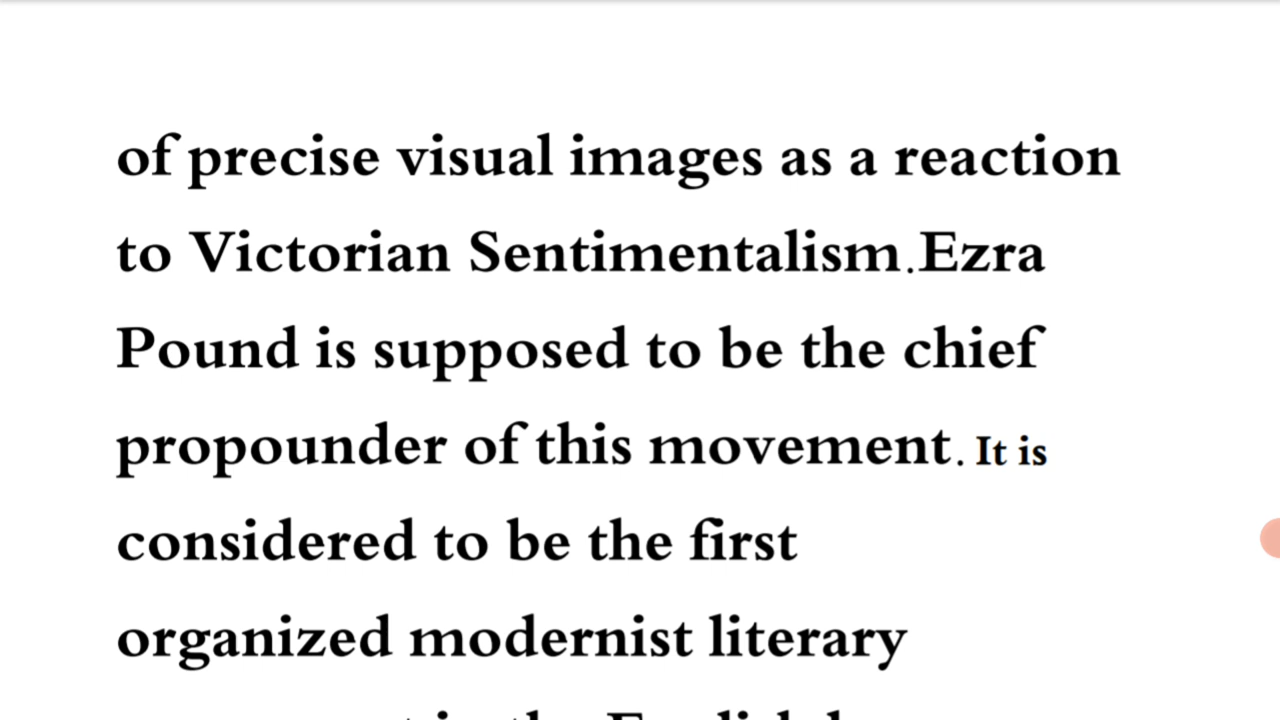 of precise visual images as a reaction
to Victorian Sentimentalism.Ezra
Pound is supposed to be the chief
propounder of this movement. It is
considered to be the first
organized modernist literary